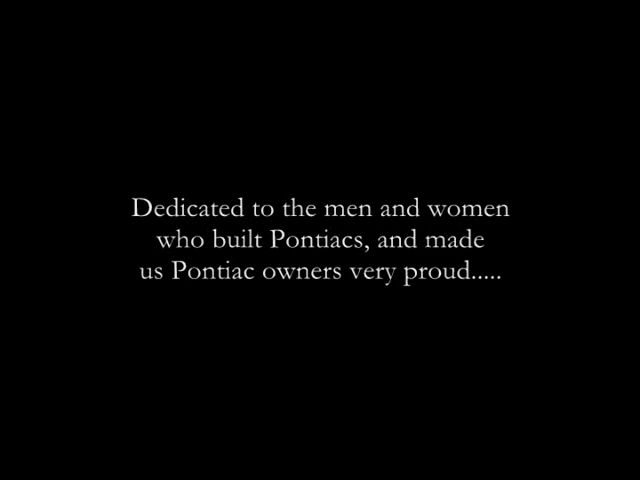 Dedicated to the men and women
who built Pontiacs, and made
us Pontiac owners very proud.....